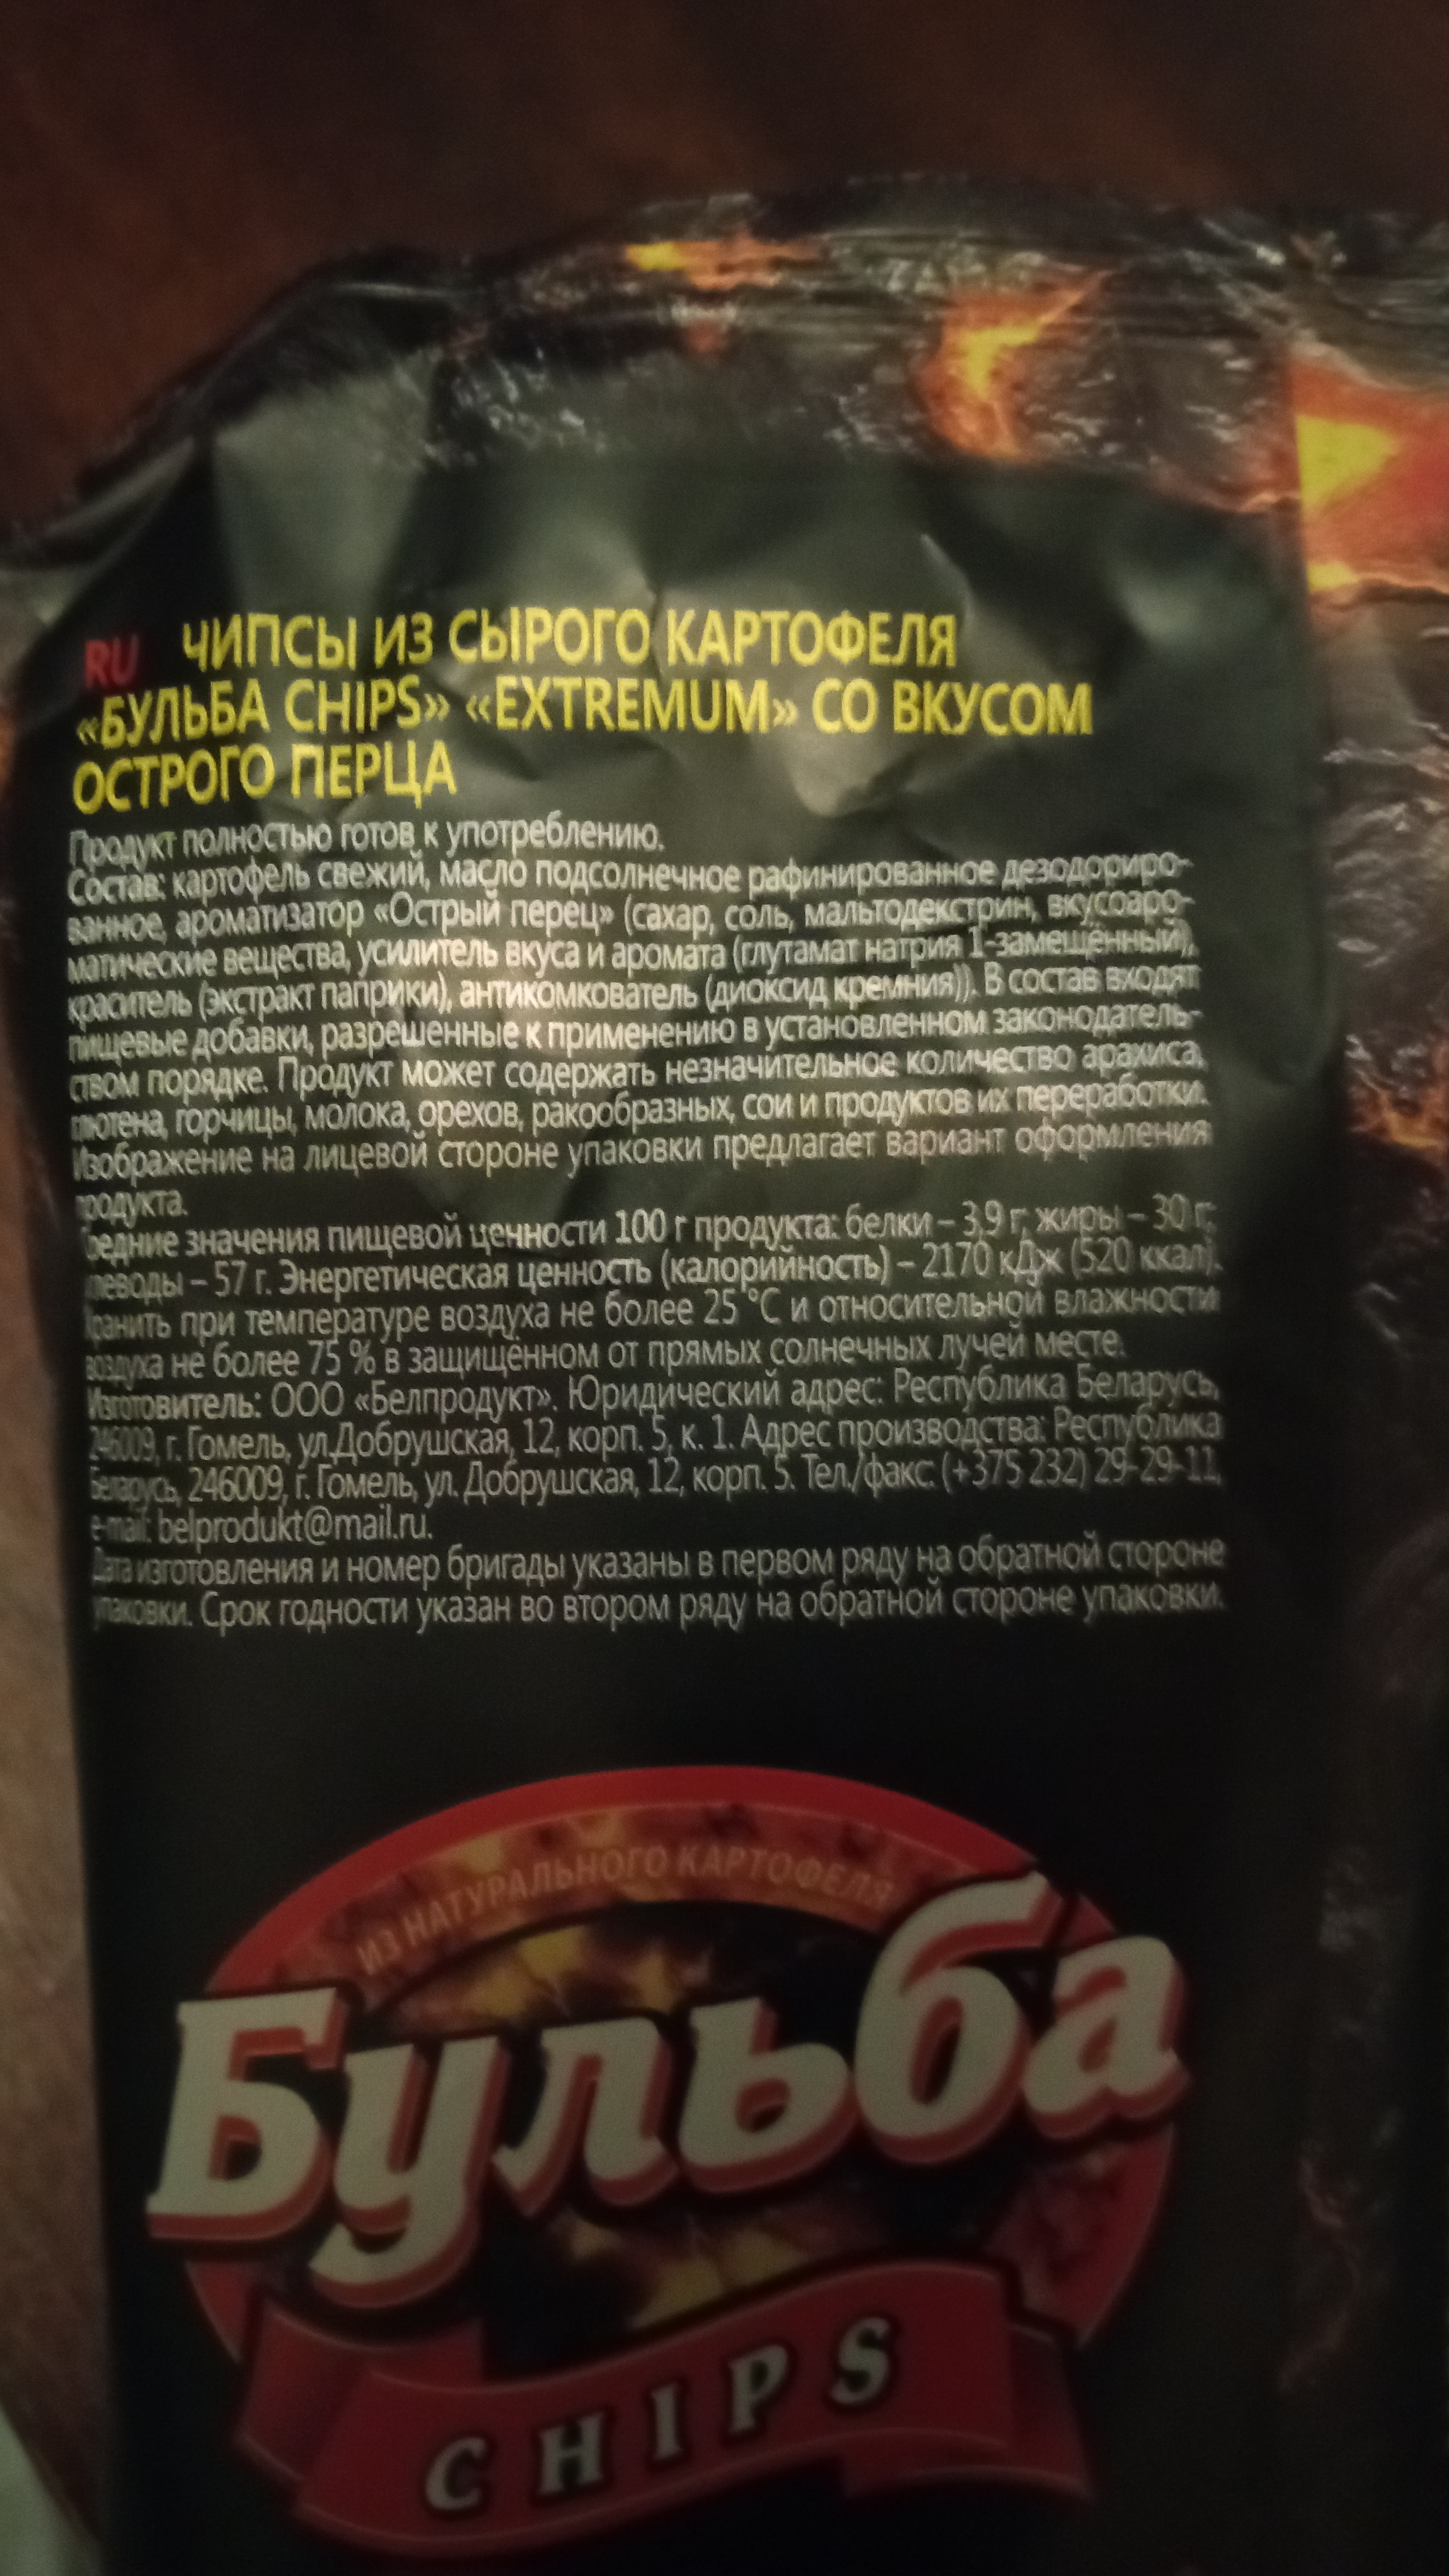 RU ЧИПСЫ ИЗ СЫРОГО КАРТОФЕЛЯ
«БУЛЬБА CHIPS» «EXTREMUM» СО ВКУСОМ
ОСТРОГО ПЕРЦА
Продукт полностью готов к употреблению.
Состав: картофель свежий, масло подсолнечное рафинированное дезодориро-
ванное, ароматизатор «Острый перец» (сахар, соль, мальтодекстрин, вкусоаро-
матические вещества, усилитель вкуса и аромата (глутамат натрия 1-замещённый),
краситель (экстракт паприки), антикомкователь (диоксид кремния)). В состав входят
пищевые добавки, разрешенные к применению в установленном законодатель-
ством порядке. Продукт может содержать незначительное количество арахиса,
глютена, горчицы, молока, орехов, ракообразных, сои и продуктов их переработки.
Изображение на лицевой стороне упаковки предлагает вариант оформления
продукта.
Средние значения пищевой ценности 100 г продукта: белки – 3,9 г, жиры – 30 г,
углеводы – 57 г. Энергетическая ценность (калорийность) – 2170 кДж (520 ккал).
Хранить при температуре воздуха не более 25 °С и относительной влажности
воздуха не более 75 % в защищённом от прямых солнечных лучей месте.
Изготовитель: ООО «Белпродукт». Юридический адрес: Республика Беларусь,
246009, г. Гомель, ул.Добрушская, 12, корп. 5, к. 1. Адрес производства: Республика
Беларусь, 246009, г. Гомель, ул. Добрушская, 12, корп. 5. Тел./факс: (+375 232) 29-29-11,
e-mail: belprodukt@mail.ru.
Дата изготовления и номер бригады указаны в первом ряду на обратной стороне
упаковки. Срок годности указан во втором ряду на обратной стороне упаковки.
ИЗ НАТУРАЛЬНОГО КАРТОФЕЛЯ
Бульба
CHIPS